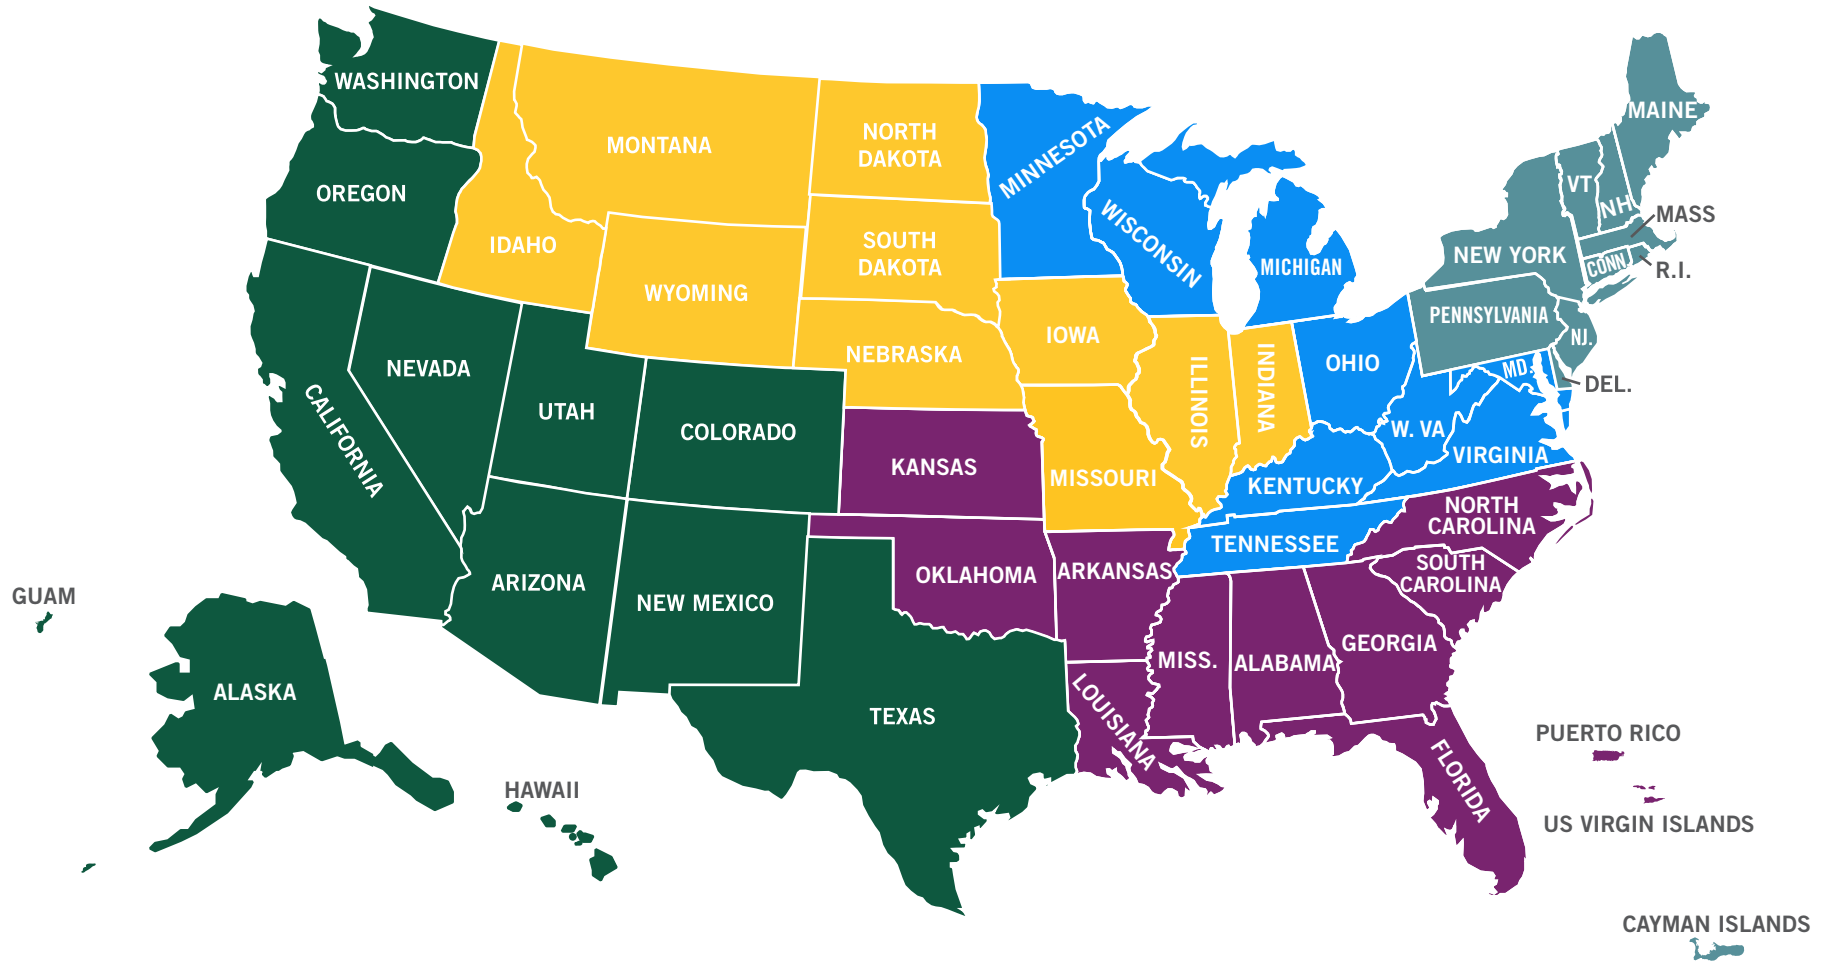 WASHINGTON
OREGON
CALIFORNIA
NEVADA
IDAHO
MONTANA
WYOMING
UTAH
COLORADO
ARIZONA
NEW MEXICO
NORTH
DAKOTA
SOUTH
DAKOTA
NEBRASKA
KANSAS
OKLAHOMA
TEXAS
MINNESOTA
IOWA
MISSOURI
ARKANSAS
LOUISIANA
WISCONSIN
ILLINOIS
MICHIGAN
INDIANA
OHIO
KENTUCKY
TENNESSEE
MISS.
ALABAMA
GEORGIA
FLORIDA
SOUTH
CAROLINA
NORTH
CAROLINA
VIRGINIA
W. VA
MD.
DEL.
PENNSYLVANIA
NJ.
NEW YORK
CONN.
R.I.
MASS
VT
NH
MAINE
GUAM
ALASKA
HAWAII
PUERTO RICO
US VIRGIN ISLANDS
CAYMAN ISLANDS